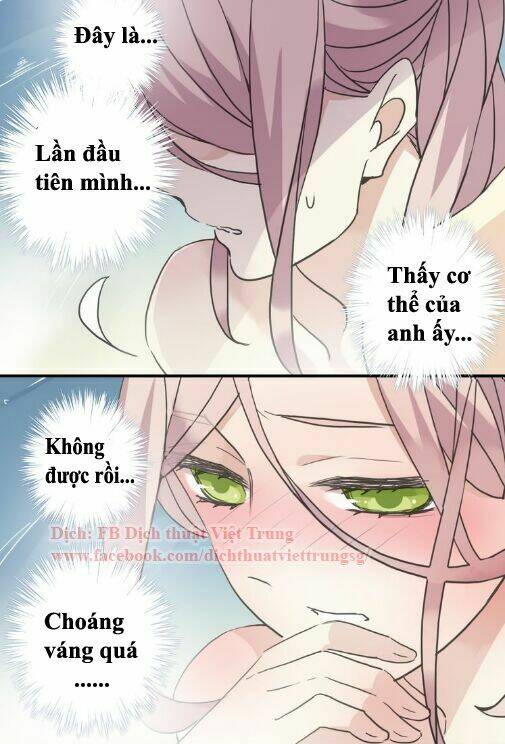 Đây là...
Lần đầu
tiên mình...
Thấy cơ
thể của
anh ấy...
Không
được rồi...
Dịch: FB Dịch thuật Việt Trung
www.facebook.com/dichthuatviettrungsg
Choáng
váng quá
......